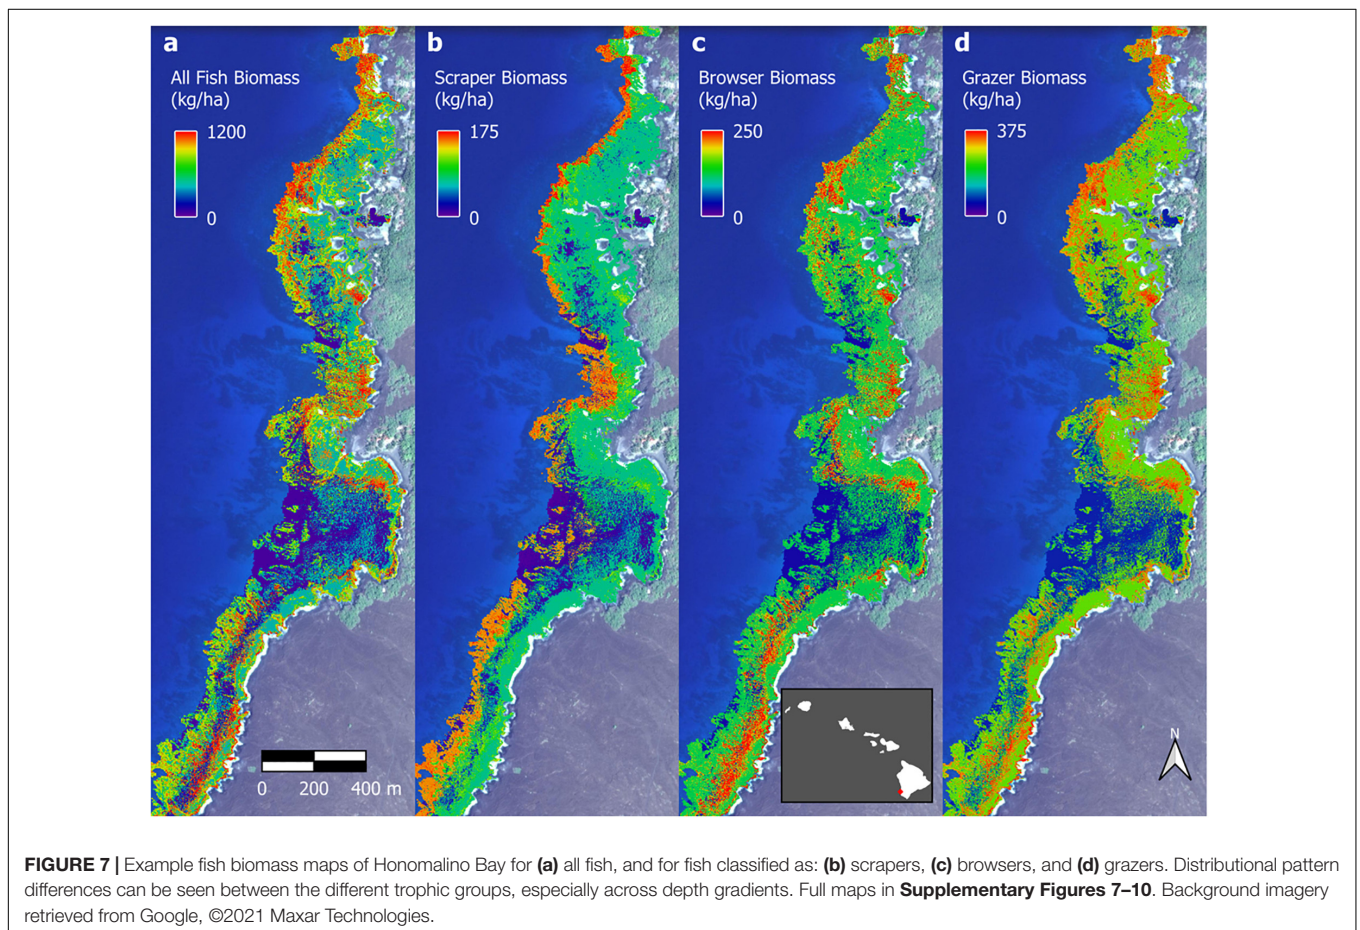 a
All Fish Biomass
(kg/ha)
1200
0
b
Scraper Biomass
(kg/ha)
175
0
c
Browser Biomass
(kg/ha)
250
0
d
Grazer Biomass
(kg/ha)
375
0
0 200 400 m
N
FIGURE 7 | Example fish biomass maps of Honomalino Bay for (a) all fish, and for fish classified as: (b) scrapers, (c) browsers, and (d) grazers. Distributional pattern
differences can be seen between the different trophic groups, especially across depth gradients. Full maps in Supplementary Figures 7–10. Background imagery
retrieved from Google, ©2021 Maxar Technologies.